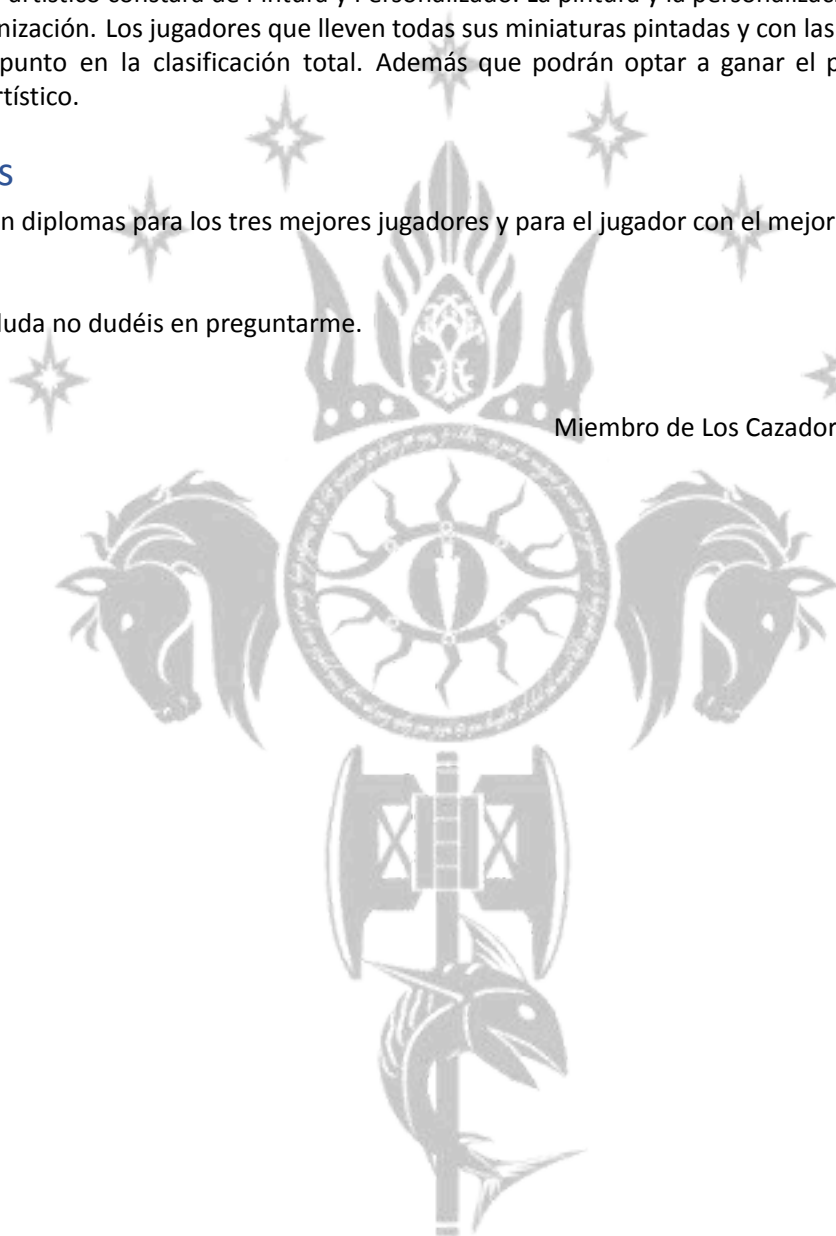 artístico constará de Pintura y Personalizado. La pintura y la personalizaci
nización. Los jugadores que lleven todas sus miniaturas pintadas y con las
punto en la clasificación total. Además que podrán optar a ganar el p
rtístico.
S
n diplomas para los tres mejores jugadores y para el jugador con el mejor
duda no dudéis en preguntarme.
Miembro de Los Cazador